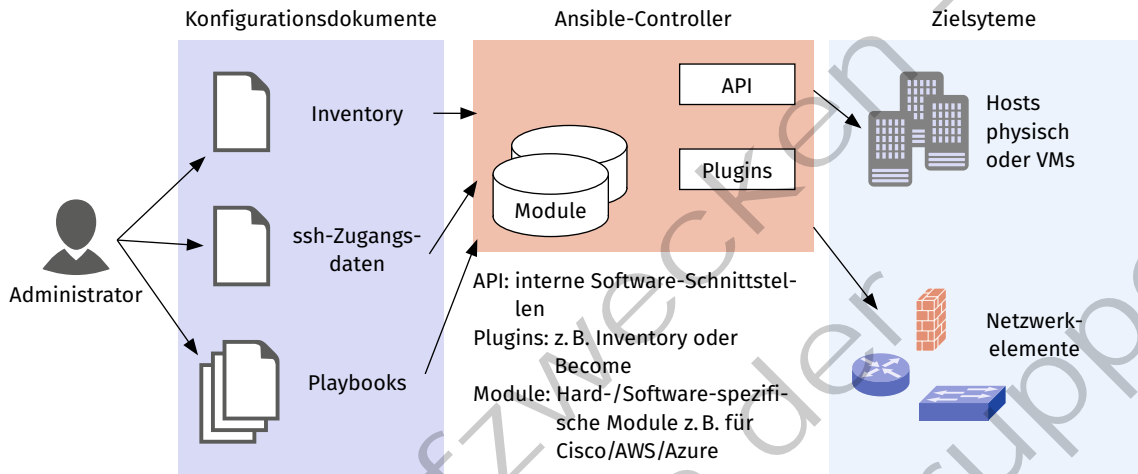 Konfigurationsdokumente
Ansible-Controller
Zielsyteme
Administrator
Inventory
ssh-Zugangs-
daten
Playbooks
API
Plugins
Module
API: interne Software-Schnittstel-
len
Plugins: z. B. Inventory oder
Become
Module: Hard-/Software-spezifi-
sche Module z. B. für
Cisco/AWS/Azure
Hosts
physisch
oder VMs
Netzwerk-
elemente